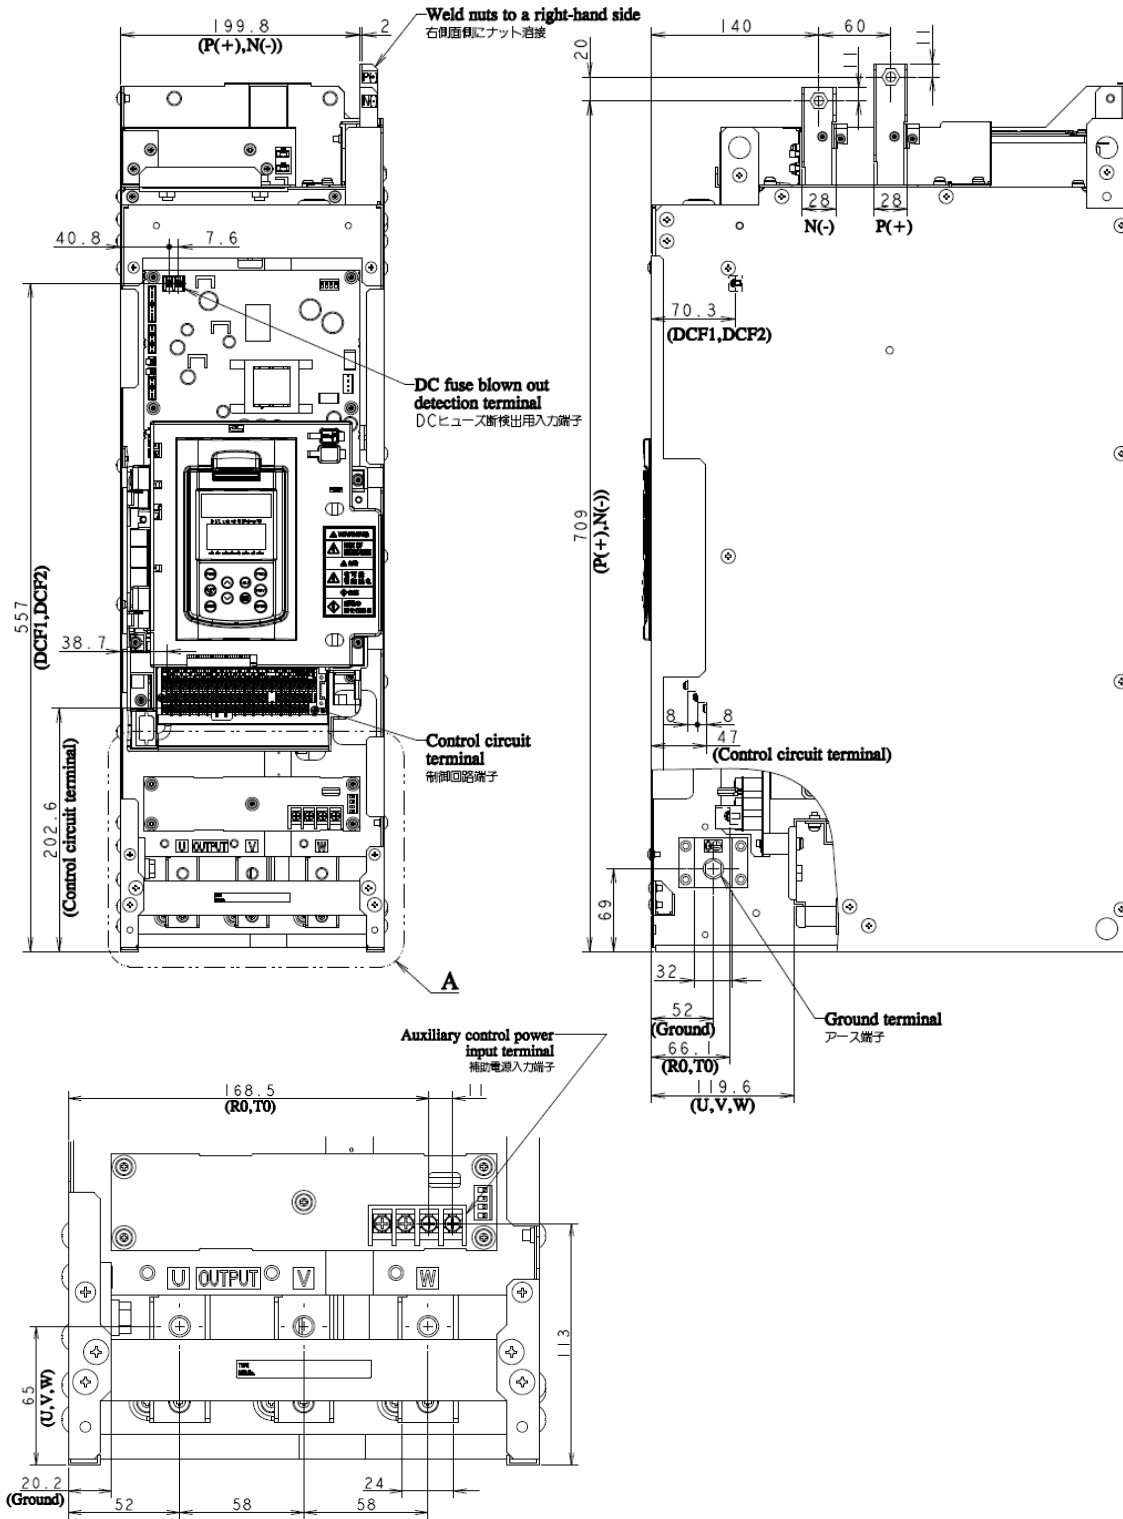 Weld nuts to a right-hand side
右側面側にナット溶接
199.8
(P(+),N(-))
2
P(+)
N(-)
140
60
11
11
20
28
28
N(-)
P(+)
40.8
7.6
70.3
(DCF1,DCF2)
DC fuse blown out
detection terminal
DCヒューズ断検出用入力端子
557
(DCF1,DCF2)
709
(P(+),N(-))
WARNING
38.7
8
8
47
(Control circuit terminal)
Control circuit
terminal
制御回路端子
202.6
(Control circuit terminal)
U OUTPUT V W
69
32
A
52
(Ground)
Ground terminal
アース端子
66.1
(R0,T0)
119.6
(U,V,W)
Auxiliary control power
input terminal
補助電源入力端子
168.5
(R0,T0)
11
U OUTPUT V W
113
65
(U,V,W)
TYPE
SER.No.
20.2
(Ground)
24
52
58
58